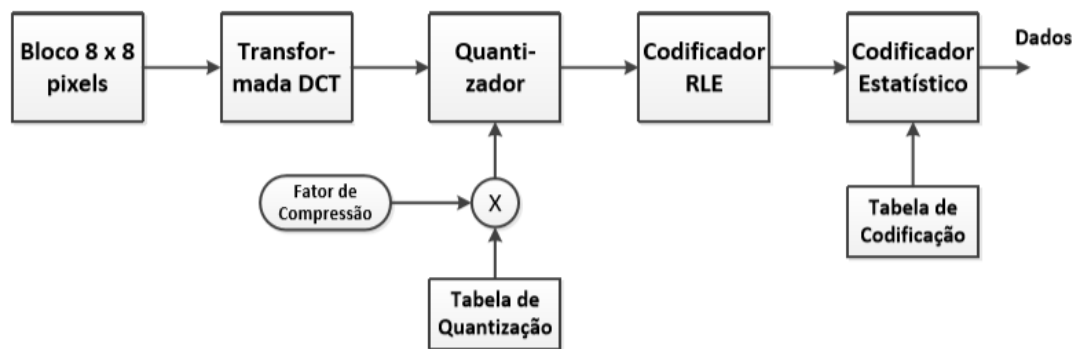 Bloco 8 x 8
pixels
Transfor-
mada DCT
Quanti-
zador
Codificador
RLE
Codificador
Estatístico
Dados
Fator de
Compressão
X
Tabela de
Quantização
Tabela de
Codificação